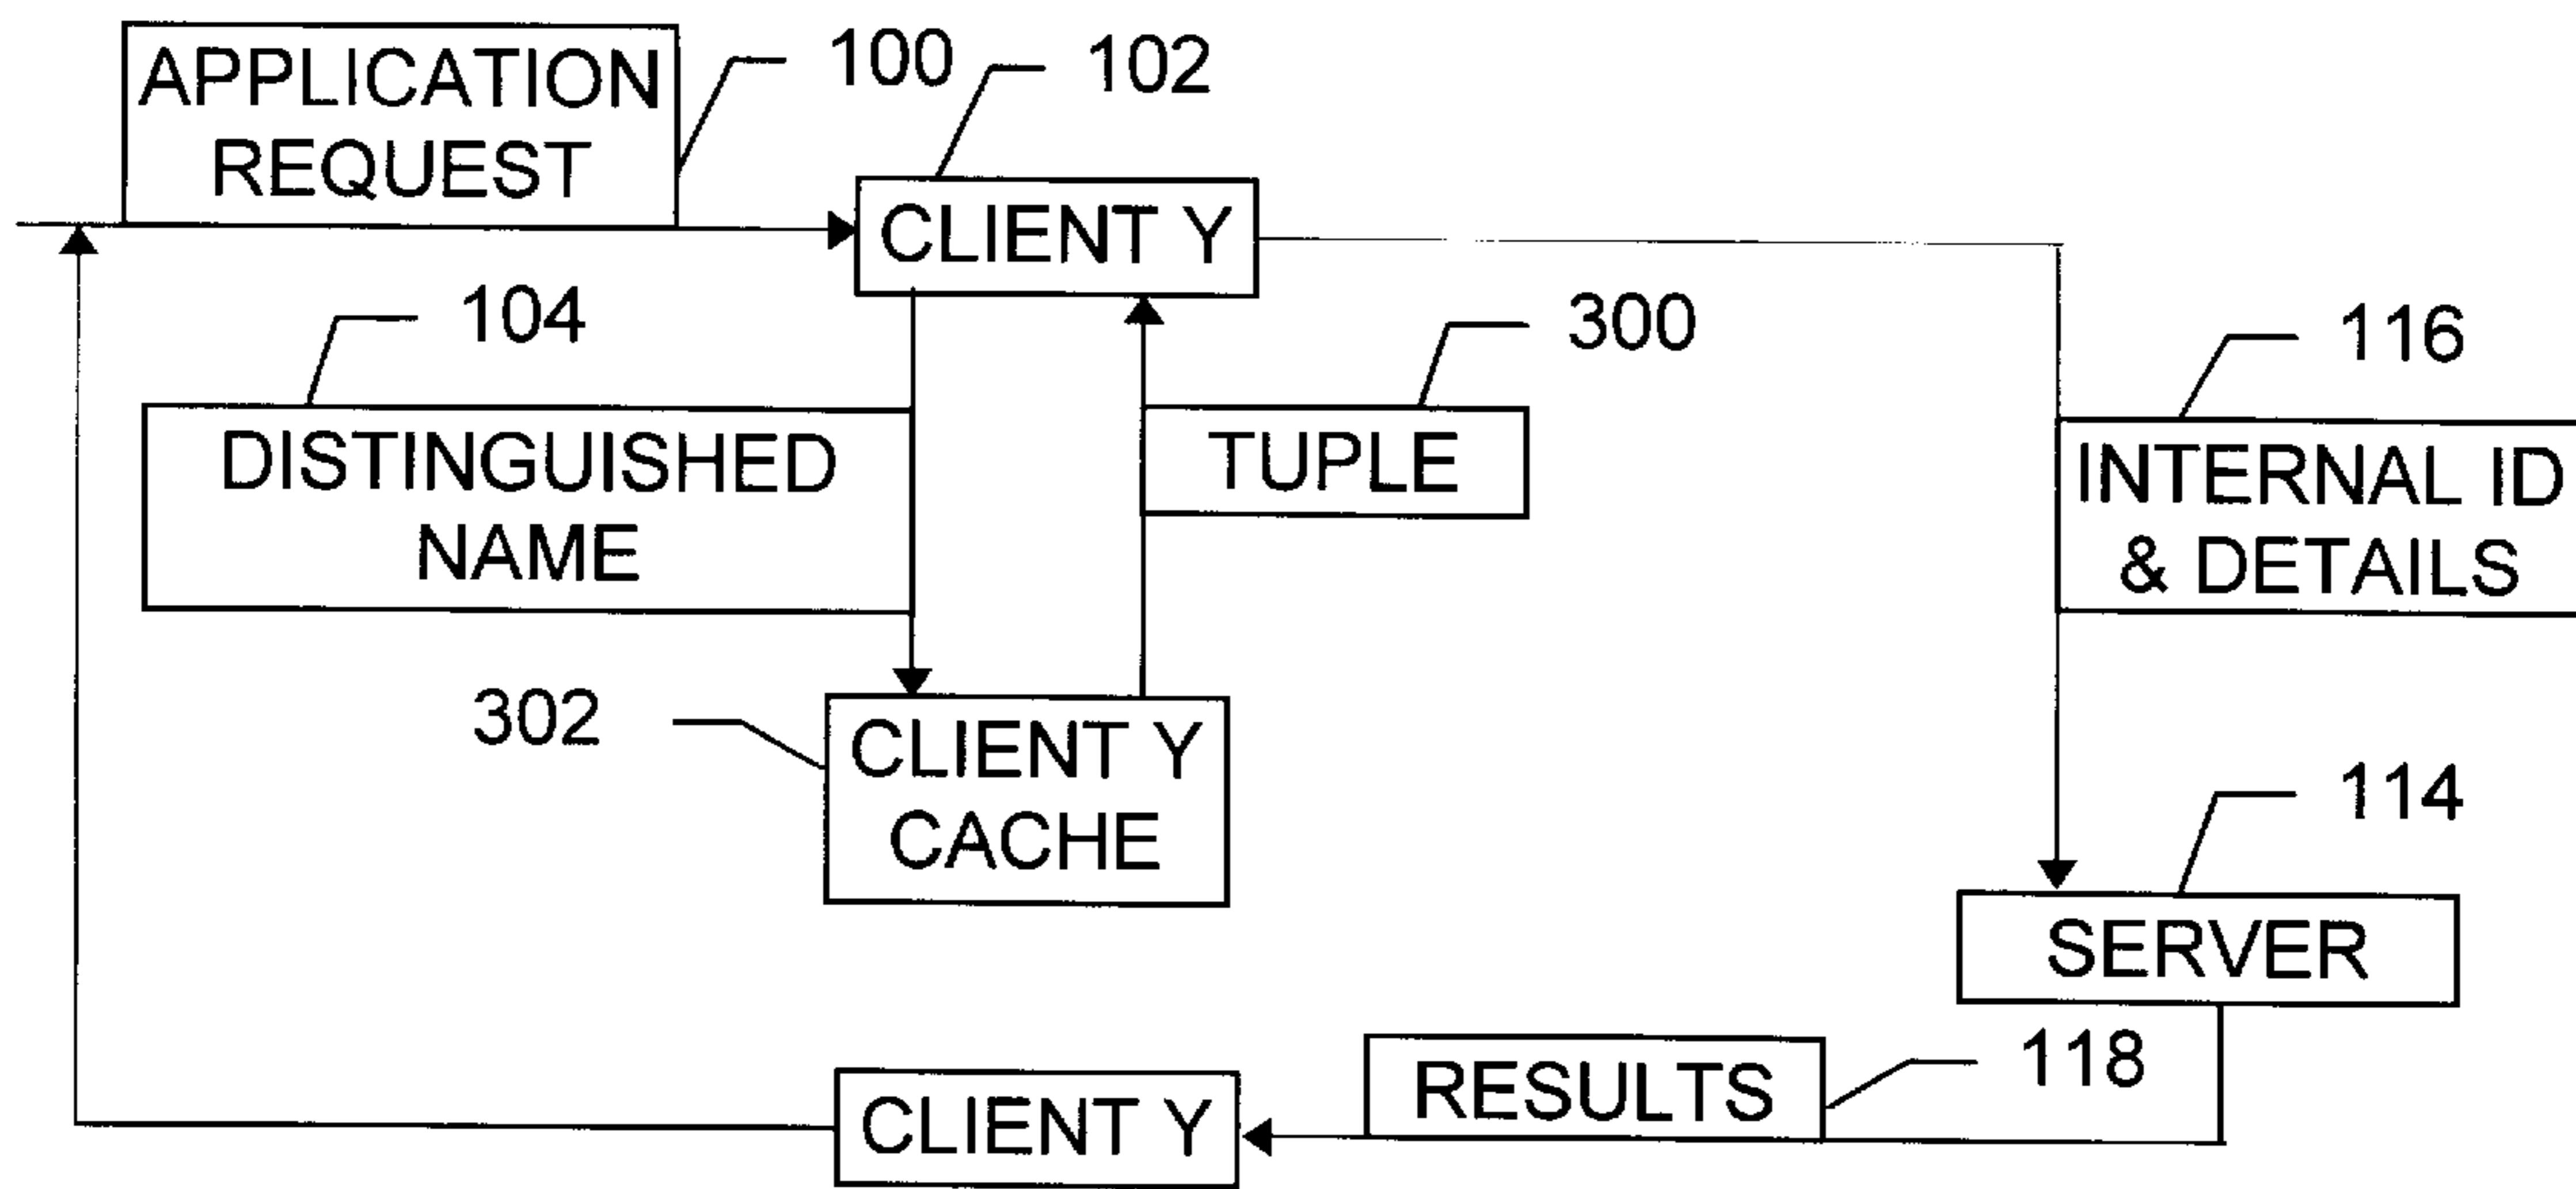 APPLICATION
REQUEST
100
102
CLIENT Y
104
300
116
DISTINGUISHED
NAME
TUPLE
INTERNAL ID
& DETAILS
302
CLIENT Y
CACHE
114
SERVER
CLIENT Y
RESULTS
118